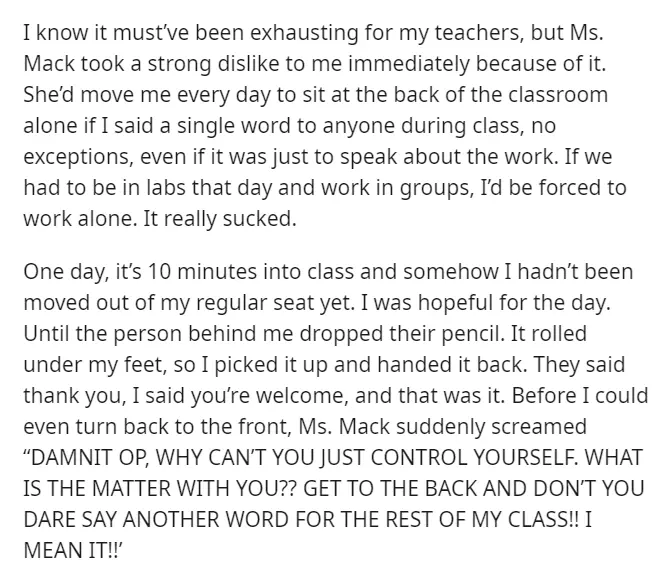 I know it must’ve been exhausting for my teachers, but Ms.
Mack took a strong dislike to me immediately because of it.
She’d move me every day to sit at the back of the classroom
alone if I said a single word to anyone during class, no
exceptions, even if it was just to speak about the work. If we
had to be in labs that day and work in groups, I’d be forced to
work alone. It really sucked.
One day, it’s 10 minutes into class and somehow I hadn’t been
moved out of my regular seat yet. I was hopeful for the day.
Until the person behind me dropped their pencil. It rolled
under my feet, so I picked it up and handed it back. They said
thank you, I said you’re welcome, and that was it. Before I could
even turn back to the front, Ms. Mack suddenly screamed
“DAMNIT OP, WHY CAN’T YOU JUST CONTROL YOURSELF. WHAT
IS THE MATTER WITH YOU?? GET TO THE BACK AND DON’T YOU
DARE SAY ANOTHER WORD FOR THE REST OF MY CLASS!! I
MEAN IT!!’